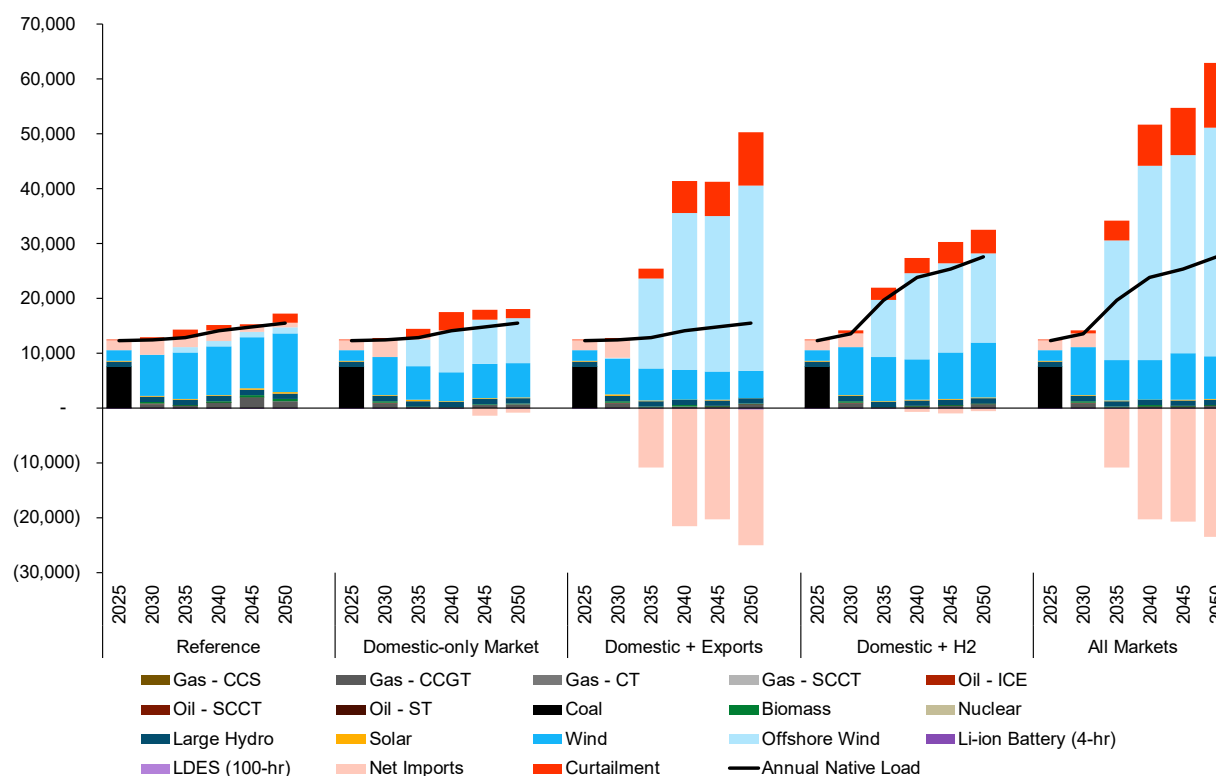 70,000
60,000
50,000
40,000
30,000
20,000
10,000
-
(10,000)
(20,000)
(30,000)
2025 2030 2035 2040 2045 2050 2025 2030 2035 2040 2045 2050 2025 2030 2035 2040 2045 2050 2025 2030 2035 2040 2045 2050 2025 2030 2035 2040 2045 2050
Reference Domestic-only Market Domestic + Exports Domestic + H2 All Markets
Gas - CCS Gas - CCGT Gas - CT Gas - SCCT Oil - ICE
Oil - SCCT Oil - ST Coal Biomass Nuclear
Large Hydro Solar Wind Offshore Wind Li-ion Battery (4-hr)
LDES (100-hr) Net Imports Curtailment Annual Native Load